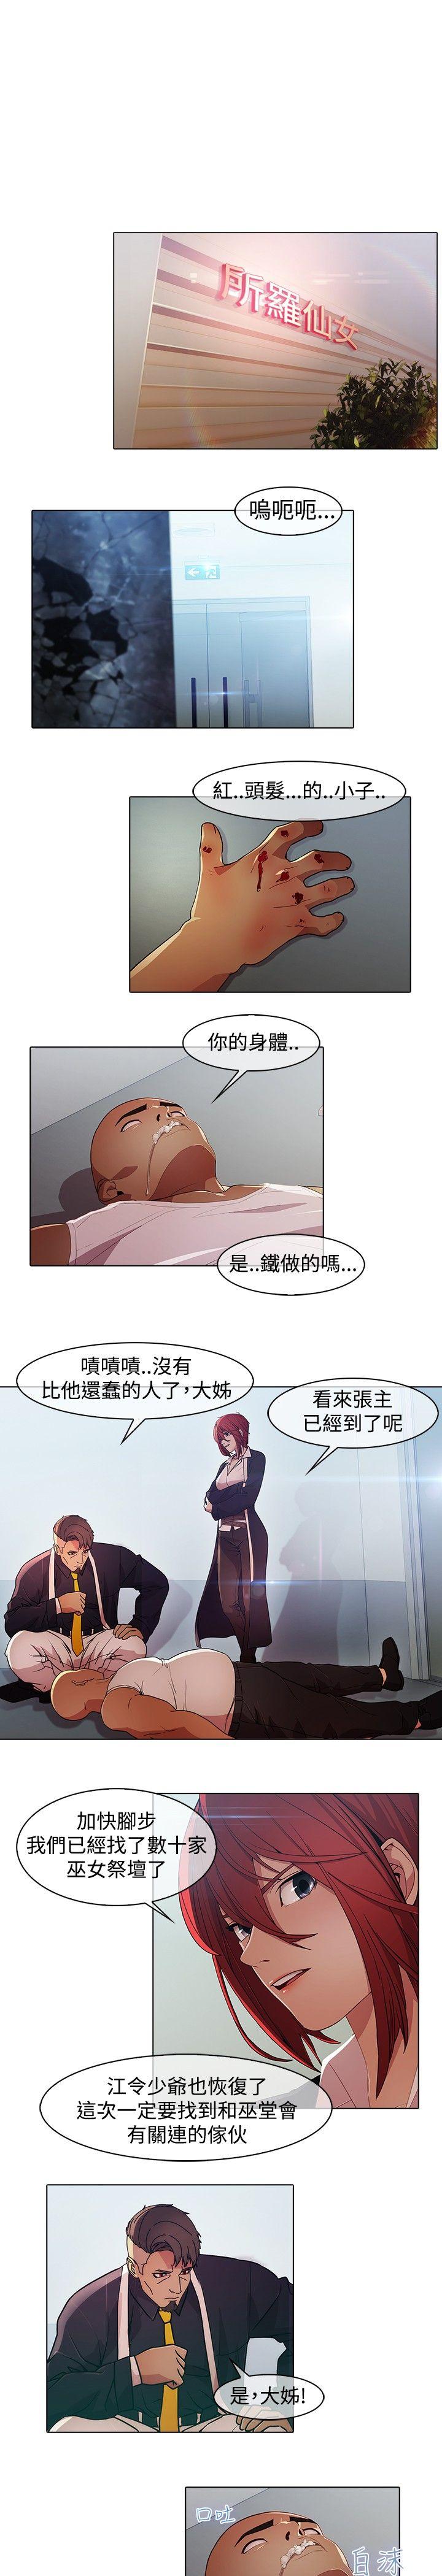 所羅仙女
嗚呃呃...
紅..頭髮...的..小子..
你的身體..
是..鐵做的嗎...
嘖嘖嘖..沒有
比他還蠢的人了,大姊
看來張主
已經到了呢
加快腳步
我們已經找了數十家
巫女祭壇了
江令少爺也恢復了
這次一定要找到和巫堂會
有關連的傢伙
是,大姊!
口吐
白沫